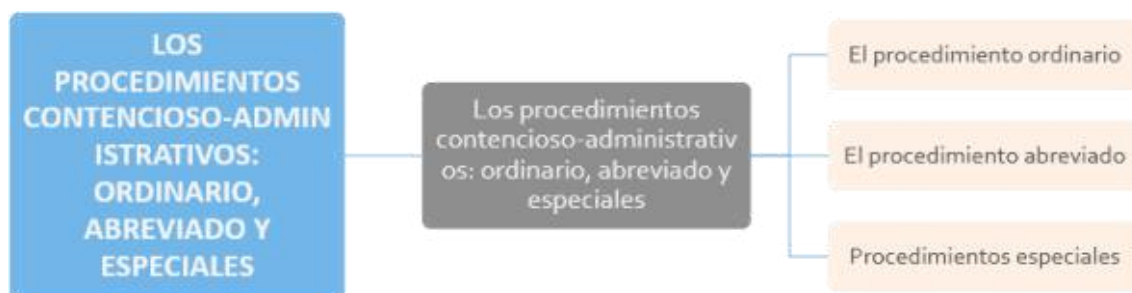 LOS
PROCEDIMIENTOS
CONTENCIOSO-ADMIN
ISTRATIVOS:
ORDINARIO,
ABREVIADO Y
ESPECIALES
Los procedimientos
contencioso-administrativ
os: ordinario, abreviado y
especiales
El procedimiento ordinario
El procedimiento abreviado
Procedimientos especiales